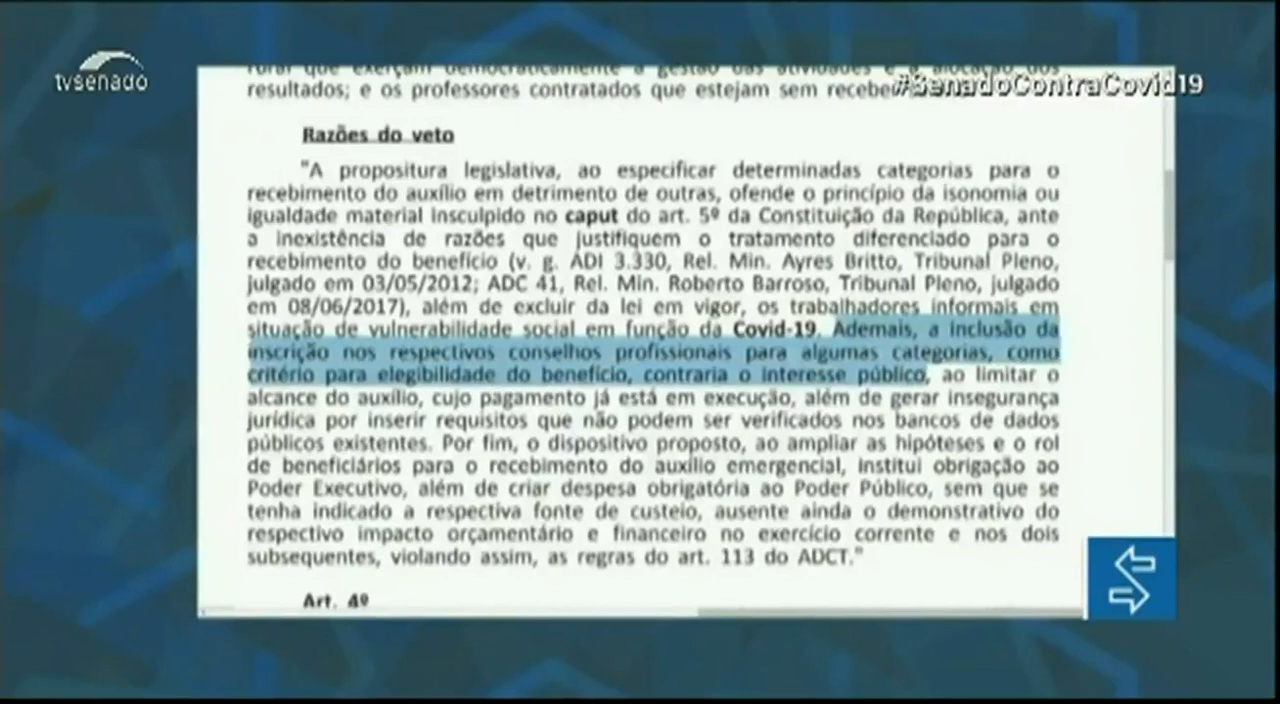 tvsenado
#SenadoContraCovid19
rural que exerçam democraticamente a gestão das atividades e a alocação dos
resultados; e os professores contratados que estejam sem receber
Razões do veto
"A propositura legislativa, ao especificar determinadas categorias para o
recebimento do auxílio em detrimento de outras, ofende o princípio da isonomia ou
igualdade material insculpido no caput do art. 5º da Constituição da República, ante
a inexistência de razões que justifiquem o tratamento diferenciado para o
recebimento do benefício (v. g. ADI 3.330, Rel. Min. Ayres Britto, Tribunal Pleno,
julgado em 03/05/2012; ADC 41, Rel. Min. Roberto Barroso, Tribunal Pleno, julgado
em 08/06/2017), além de excluir da lei em vigor, os trabalhadores informais em
situação de vulnerabilidade social em função da Covid-19. Ademais, a inclusão da
inscrição nos respectivos conselhos profissionais para algumas categorias, como
critério para elegibilidade do benefício, contraria o interesse público, ao limitar o
alcance do auxílio, cujo pagamento já está em execução, além de gerar insegurança
jurídica por inserir requisitos que não podem ser verificados nos bancos de dados
públicos existentes. Por fim, o dispositivo proposto, ao ampliar as hipóteses e o rol
de beneficiários para o recebimento do auxílio emergencial, institui obrigação ao
Poder Executivo, além de criar despesa obrigatória ao Poder Público, sem que se
tenha indicado a respectiva fonte de custeio, ausente ainda o demonstrativo do
respectivo impacto orçamentário e financeiro no exercício corrente e nos dois
subsequentes, violando assim, as regras do art. 113 do ADCT."
Art. 4º